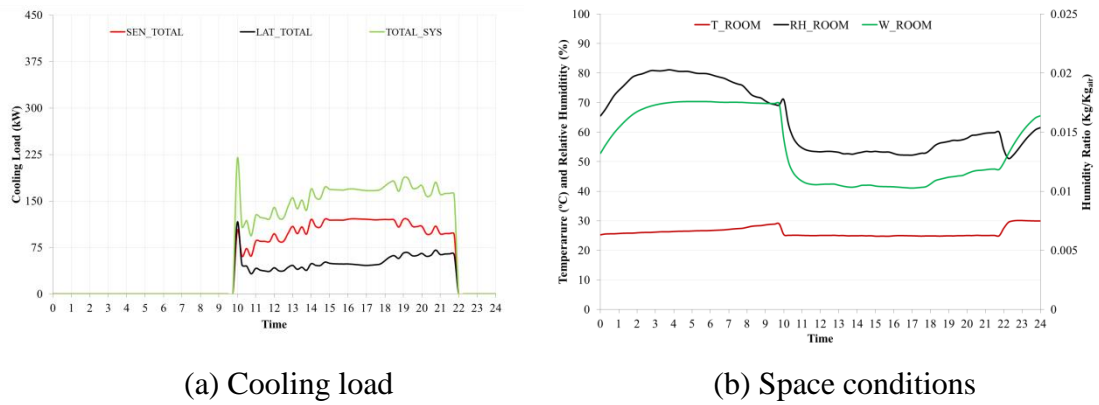 SEN_TOTAL LAT_TOTAL TOTAL_SYS
450
375
300
225
150
75
0
Cooling Load (kW)
0 1 2 3 4 5 6 7 8 9 10 11 12 13 14 15 16 17 18 19 20 21 22 23 24
Time
(a) Cooling load
T_ROOM RH_ROOM W_ROOM
100
90
80
70
60
50
40
30
20
10
0
Temperarure (°C) and Relative Humiditity (%)
0.025
0.02
0.015
0.01
0.005
0
Humidity Ratio (Kg/Kgair)
0 1 2 3 4 5 6 7 8 9 10 11 12 13 14 15 16 17 18 19 20 21 22 23 24
Time
(b) Space conditions